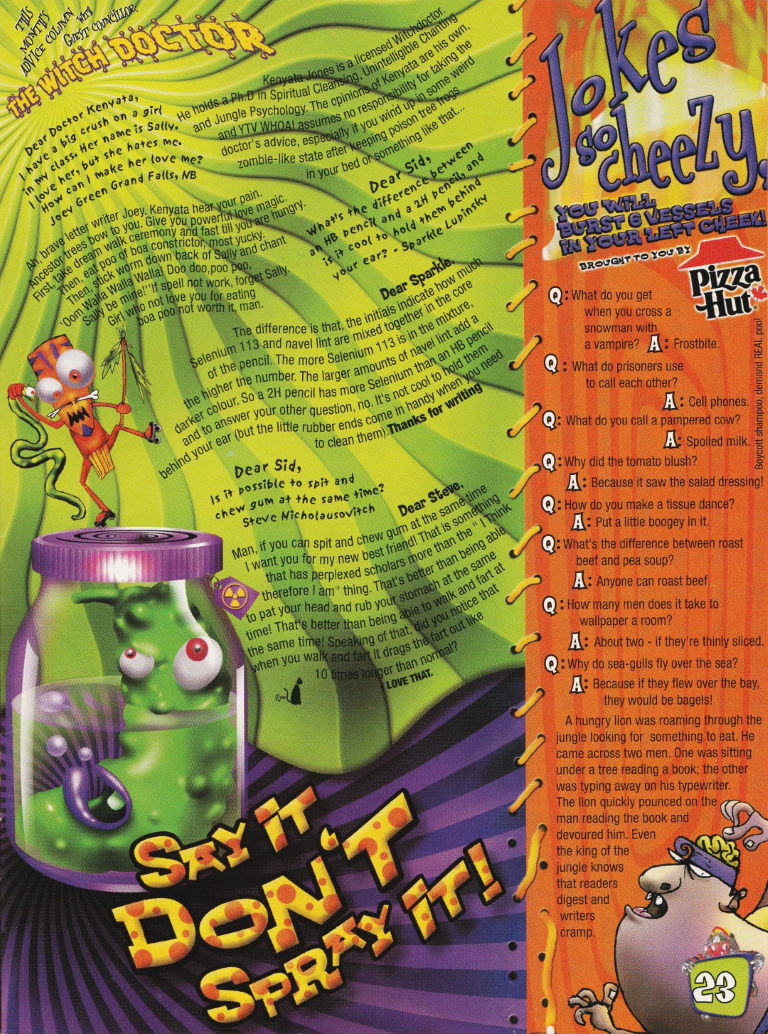 THIS
MONTH'S
ADVICE COLUMN
WITH
GUEST COUNCILLOR
THE WITCH DOCTOR
Kenyata Jones is a licensed Witchdoctor.
He holds a Ph.D in Spiritual Cleansing, Unintelligible Chanting
and Jungle Psychology. The opinions of Kenyata are his own,
and YTV WHOA! assumes no responsibility for taking the
doctor's advice, especially if you wind up in some weird
zombie-like state after keeping poison tree frogs
in your bed or something like that...
Dear Doctor Kenyata,
I have a big crush on a girl
in my class. Her name is Sally.
I love her, but she hates me.
How can I make her love me?
Joey Green Grand Falls, NB
Ah, brave letter writer Joey. Kenyata hear your pain.
Ancestor trees bow to you. Give you powerful love magic.
First, take dream walk ceremony and fast till you are hungry.
Then, eat poo of boa constrictor, most yucky.
Then, stick worm down back of Sally and chant
'Oom Walla Walla Walla! Doo doo,poo poo,
Sally be mine!' If spell not work, forget Sally.
Girl who not love you for eating
boa poo not worth it, man.
Dear Sid,
What's the difference between
an HB pencil and a 2H pencil, and
is it cool to hold them behind
your ear? - Sparkle Lupinsky
Dear Sparkle.
The difference is that, the initials indicate how much
Selenium 113 and navel lint are mixed together in the core
of the pencil. The more Selenium 113 is in the mixture,
the higher the number. The larger amounts of navel lint add a
darker colour. So a 2H pencil has more Selenium than an HB pencil
and to answer your other question, no. It's not cool to hold them
behind your ear (but the little rubber ends come in handy when you need
to clean them).Thanks for writing
Dear Sid,
Is it possible to spit and
chew gum at the same time?
Steve Nicholausovitch
Dear Steve.
Man, if you can spit and chew gum at the same time
I want you for my new best friend! That is something
that has perplexed scholars more than the " I Think
therefore I am" thing. That's better than being able
to pat your head and rub your stomach at the same
time! That's better than being able to walk and fart at
the same time! Speaking of that, did you notice that
when you walk and fart it drags the fart out like
10 times longer than normal?
LOVE THAT.
SAY IT
DON'T
SPRAY IT!
Jokes
so
cheezy,
YOU WILL
BURST 6 VESSELS
IN YOUR LEFT CHEEK!
BROUGHT TO YOU BY
Pizza
Hut
Q: What do you get
when you cross a
snowman with
a vampire? A: Frostbite.
Q: What do prisoners use
to call each other?
A: Cell phones.
Q: What do you call a pampered cow?
A: Spoiled milk.
Q: Why did the tomato blush?
A: Because it saw the salad dressing!
Q: How do you make a tissue dance?
A: Put a little boogey in it.
Q: What's the difference between roast
beef and pea soup?
A: Anyone can roast beef.
Q: How many men does it take to
wallpaper a room?
A: About two - if they're thinly sliced.
Q: Why do sea-gulls fly over the sea?
A: Because if they flew over the bay,
they would be bagels!
A hungry lion was roaming through the
jungle looking for something to eat. He
came across two men. One was sitting
under a tree reading a book; the other
was typing away on his typewriter.
The lion quickly pounced on the
man reading the book and
devoured him. Even
the king of the
jungle knows
that readers
digest and
writers
cramp.
Boycott shampoo, demand REAL poo!
23